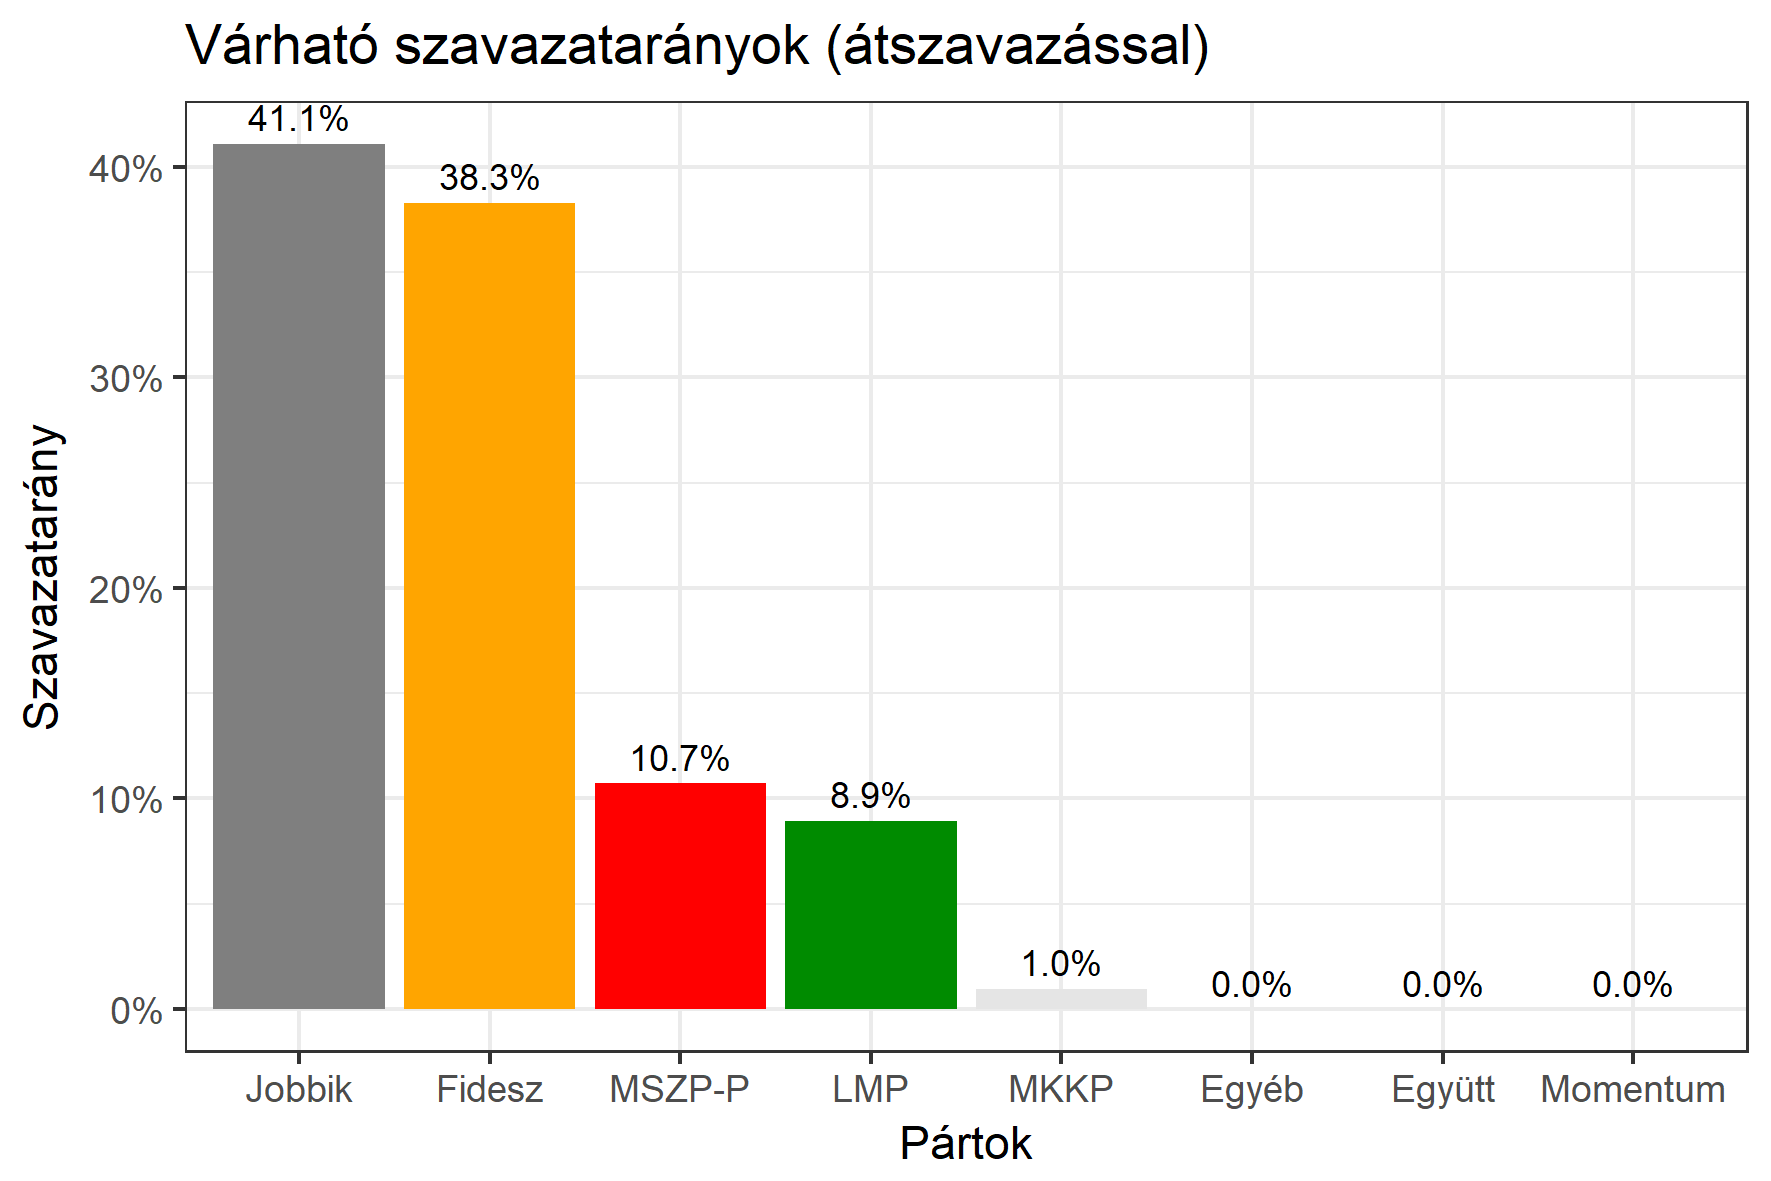 Várható szavazatarányok (átszavazással)
41.1%
38.3%
10.7%
8.9%
1.0%
0.0%
0.0%
0.0%
40%
30%
20%
10%
0%
Szavazatarány
Jobbik
Fidesz
MSZP-P
LMP
MKKP
Egyéb
Együtt
Momentum
Pártok